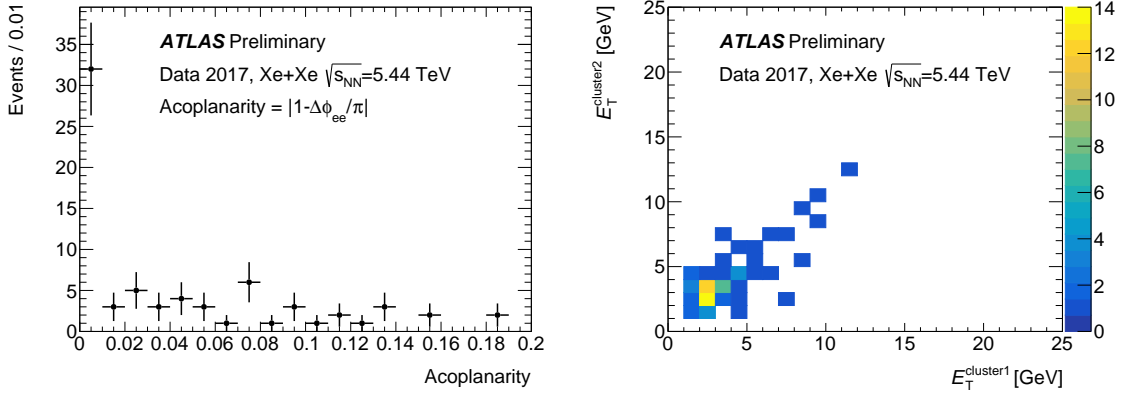 Events / 0.01
35
30
25
20
15
10
5
0
ATLAS Preliminary
Data 2017, Xe+Xe √s_NN=5.44 TeV
Acoplanarity = |1-Δϕ_ee/π|
0 0.02 0.04 0.06 0.08 0.1 0.12 0.14 0.16 0.18 0.2
Acoplanarity
E_T^cluster2 [GeV]
25
20
15
10
5
0
ATLAS Preliminary
Data 2017, Xe+Xe √s_NN=5.44 TeV
0 5 10 15 20 25
E_T^cluster1 [GeV]
14
12
10
8
6
4
2
0